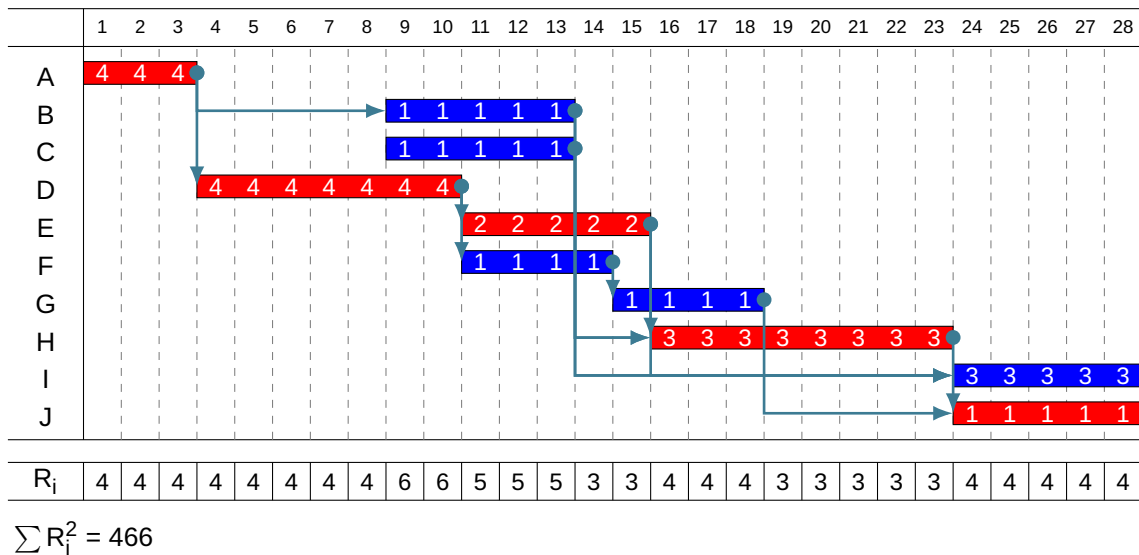 1 2 3 4 5 6 7 8 9 10 11 12 13 14 15 16 17 18 19 20 21 22 23 24 25 26 27 28
A 4 4 4
B 1 1 1 1 1
C 1 1 1 1 1
D 4 4 4 4 4 4 4
E 2 2 2 2 2
F 1 1 1 1
G 1 1 1 1
H 3 3 3 3 3 3 3 3
I 3 3 3 3 3
J 1 1 1 1 1
Ri 4 4 4 4 4 4 4 4 6 6 5 5 5 3 3 4 4 4 3 3 3 3 3 4 4 4 4 4
∑ Ri² = 466